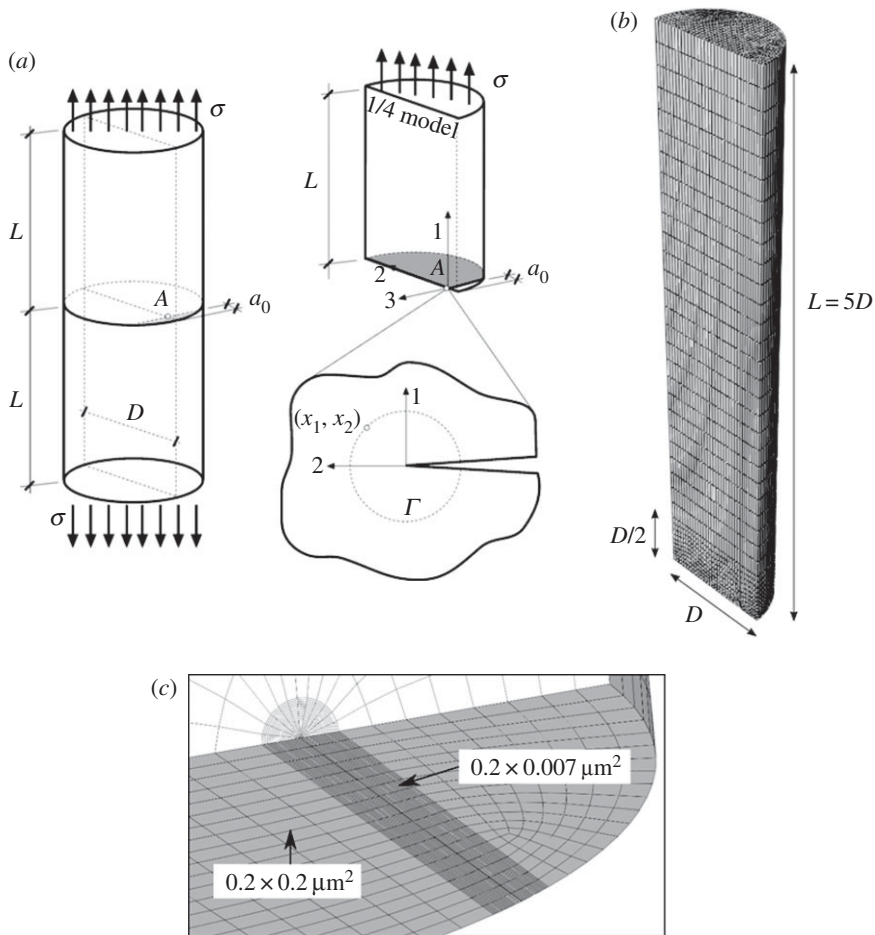 (a)
σ
L
A
a0
L
D
σ
σ
1/4 model
L
1
2
A
a0
3
(x1, x2)
1
2
Γ
(b)
L = 5D
D/2
D
(c)
0.2 × 0.007 µm²
0.2 × 0.2 µm²